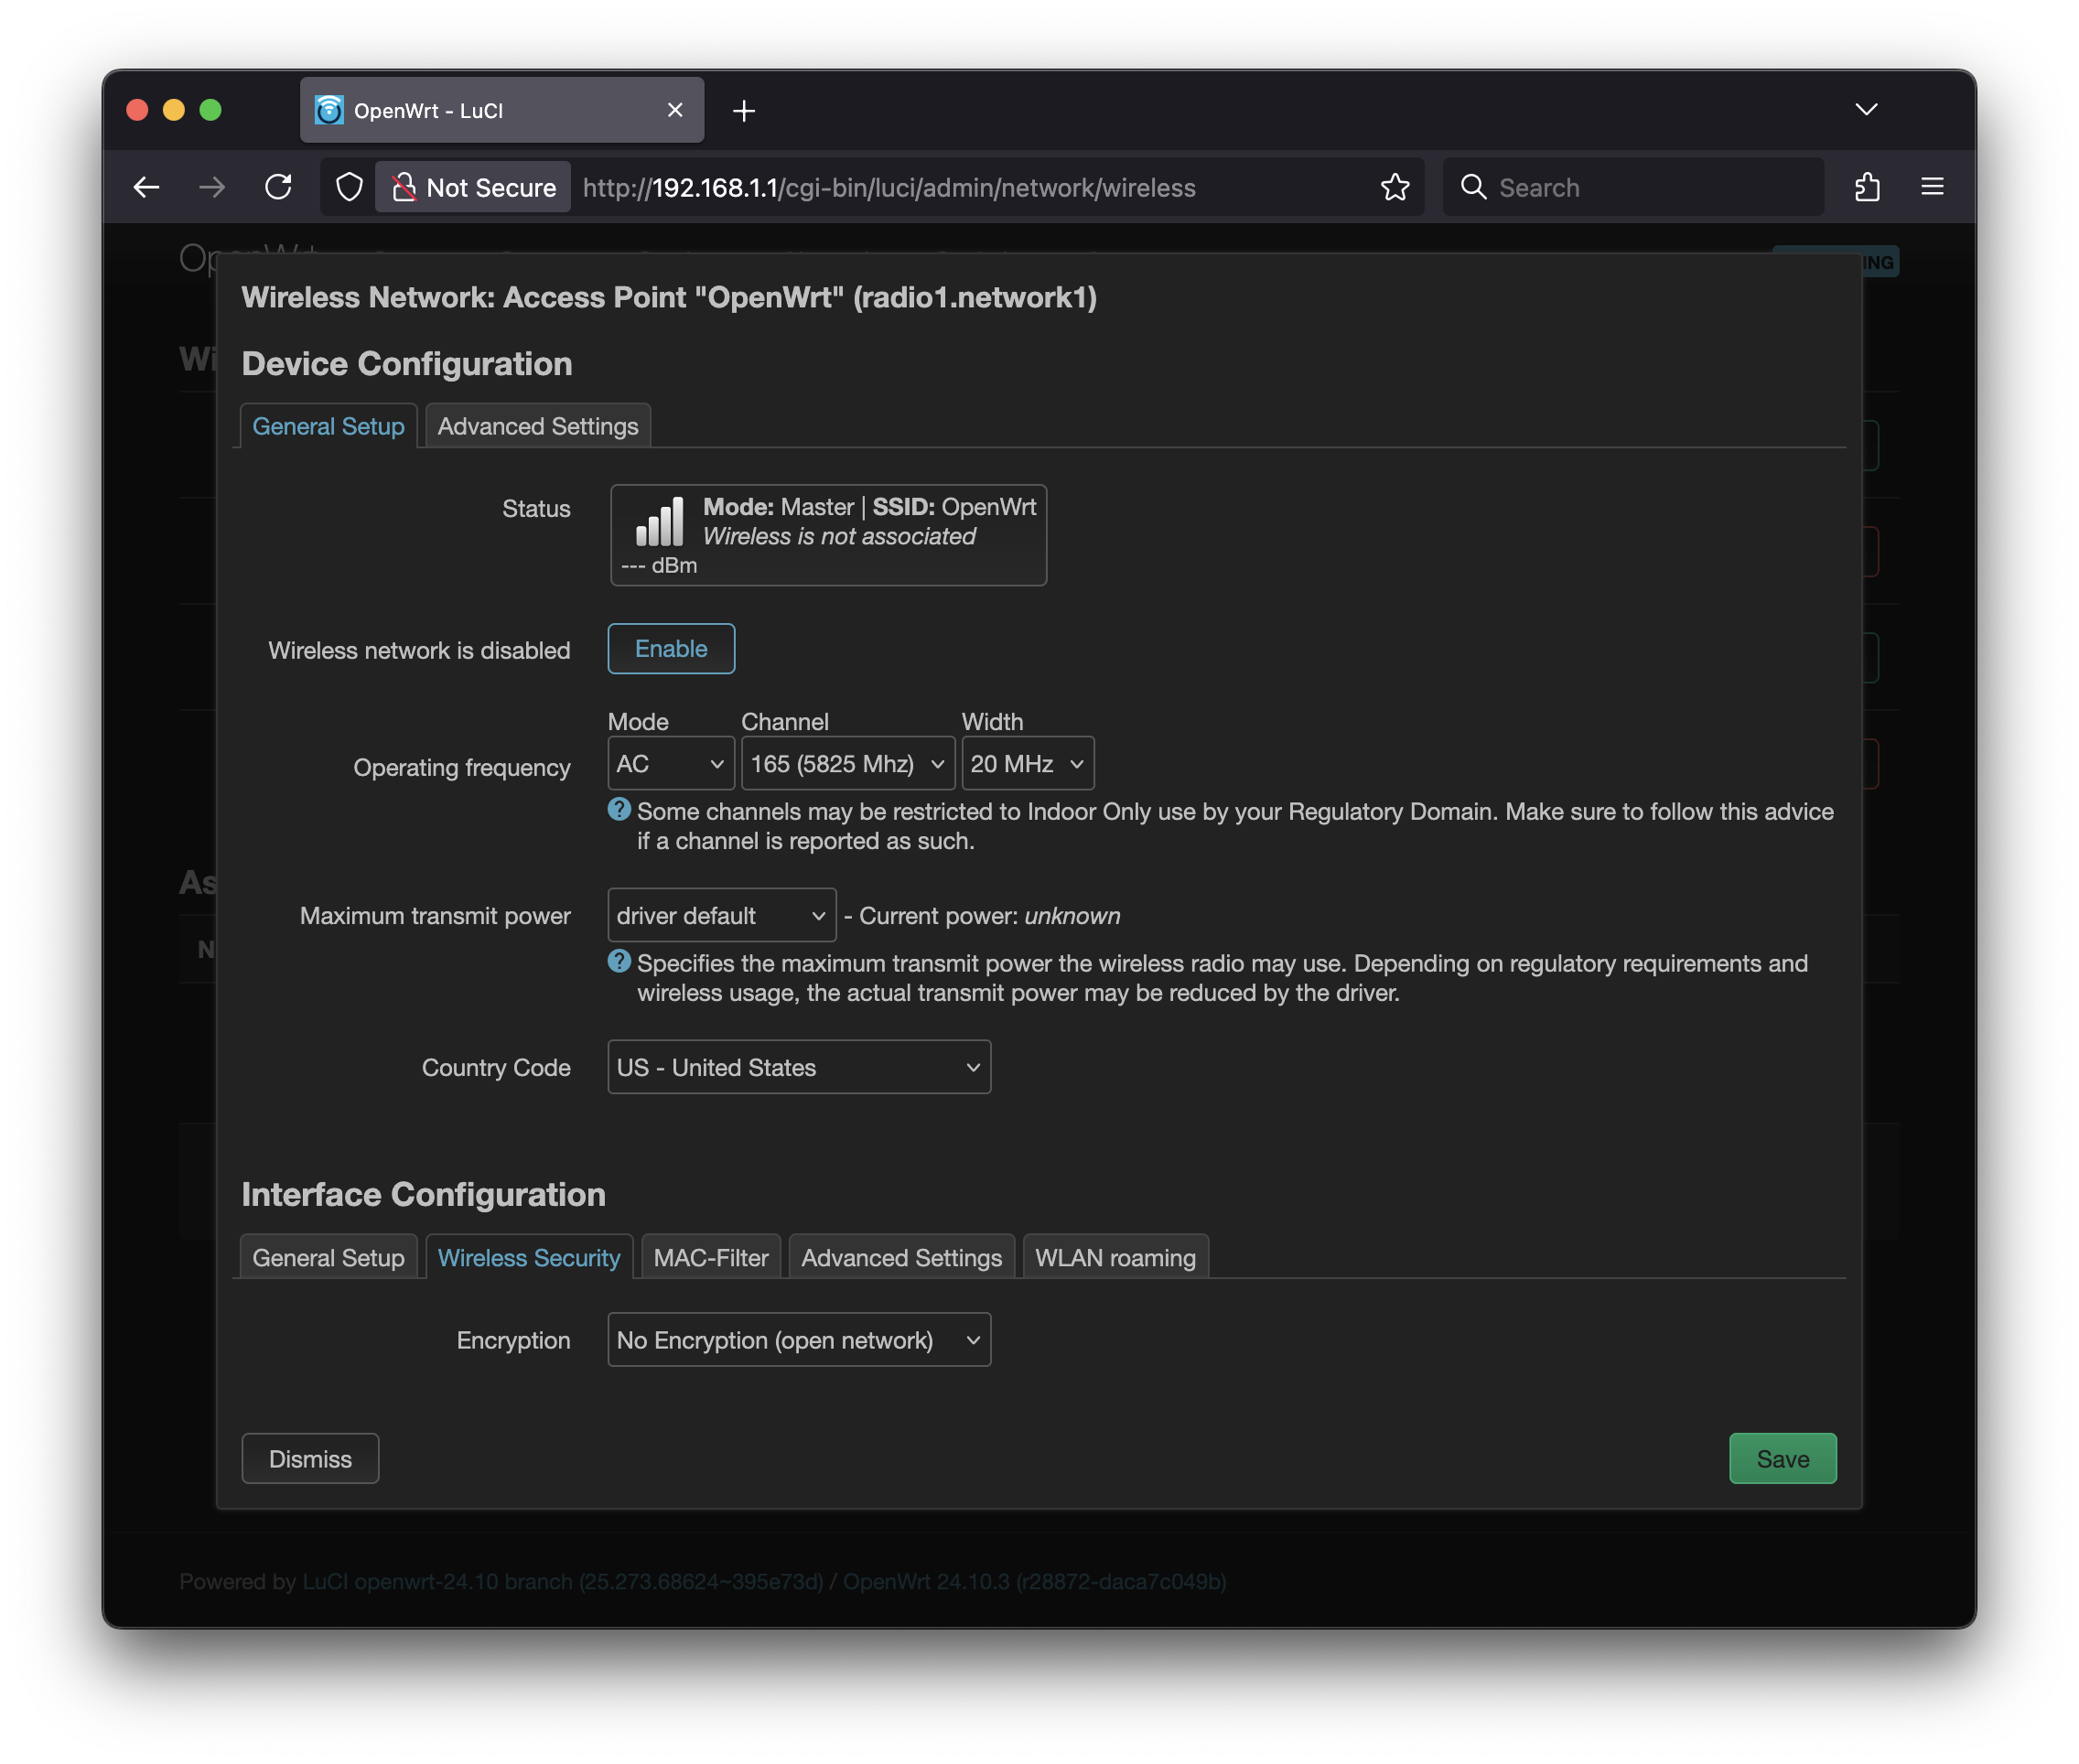 OpenWrt - LuCI
Not Secure http://192.168.1.1/cgi-bin/luci/admin/network/wireless Search
Wireless Network: Access Point "OpenWrt" (radio1.network1)
Device Configuration
General Setup Advanced Settings
Status
Mode: Master | SSID: OpenWrt
Wireless is not associated
--- dBm
Wireless network is disabled Enable
Mode Channel Width
Operating frequency AC 165 (5825 Mhz) 20 MHz
Some channels may be restricted to Indoor Only use by your Regulatory Domain. Make sure to follow this advice
if a channel is reported as such.
Maximum transmit power driver default - Current power: unknown
Specifies the maximum transmit power the wireless radio may use. Depending on regulatory requirements and
wireless usage, the actual transmit power may be reduced by the driver.
Country Code US - United States
Interface Configuration
General Setup Wireless Security MAC-Filter Advanced Settings WLAN roaming
Encryption No Encryption (open network)
Dismiss Save
Powered by LuCI openwrt-24.10 branch (25.273.68624~395e73d) / OpenWrt 24.10.3 (r28872-daca7c049b)